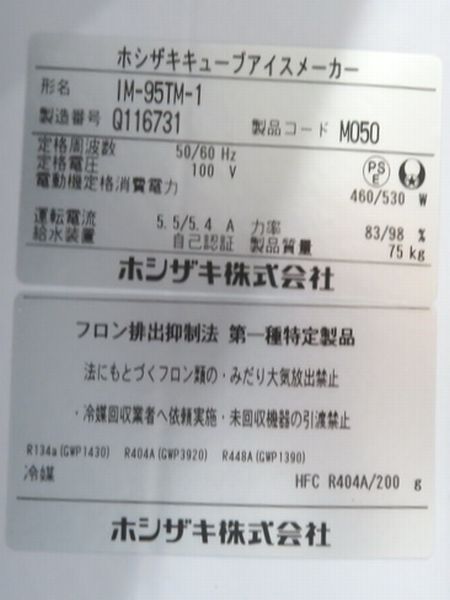 ホシザキキューブアイスメーカー
形名 IM-95TM-1
製造番号 Q116731 製品コード M050
定格周波数 50/60 Hz
定格電圧 100 V
PS
E
電動機定格消費電力 460/530 W
運転電流 5.5/5.4 A 力率 83/98 %
給水装置 自己認証 製品質量 75 kg
ホシザキ株式会社
フロン排出抑制法 第一種特定製品
法にもとづくフロン類の・みだり大気放出禁止
・冷媒回収業者へ依頼実施・未回収機器の引渡禁止
R134a(GWP1430) R404A(GWP3920) R448A(GWP1390)
冷媒 HFC R404A/200 g
ホシザキ株式会社